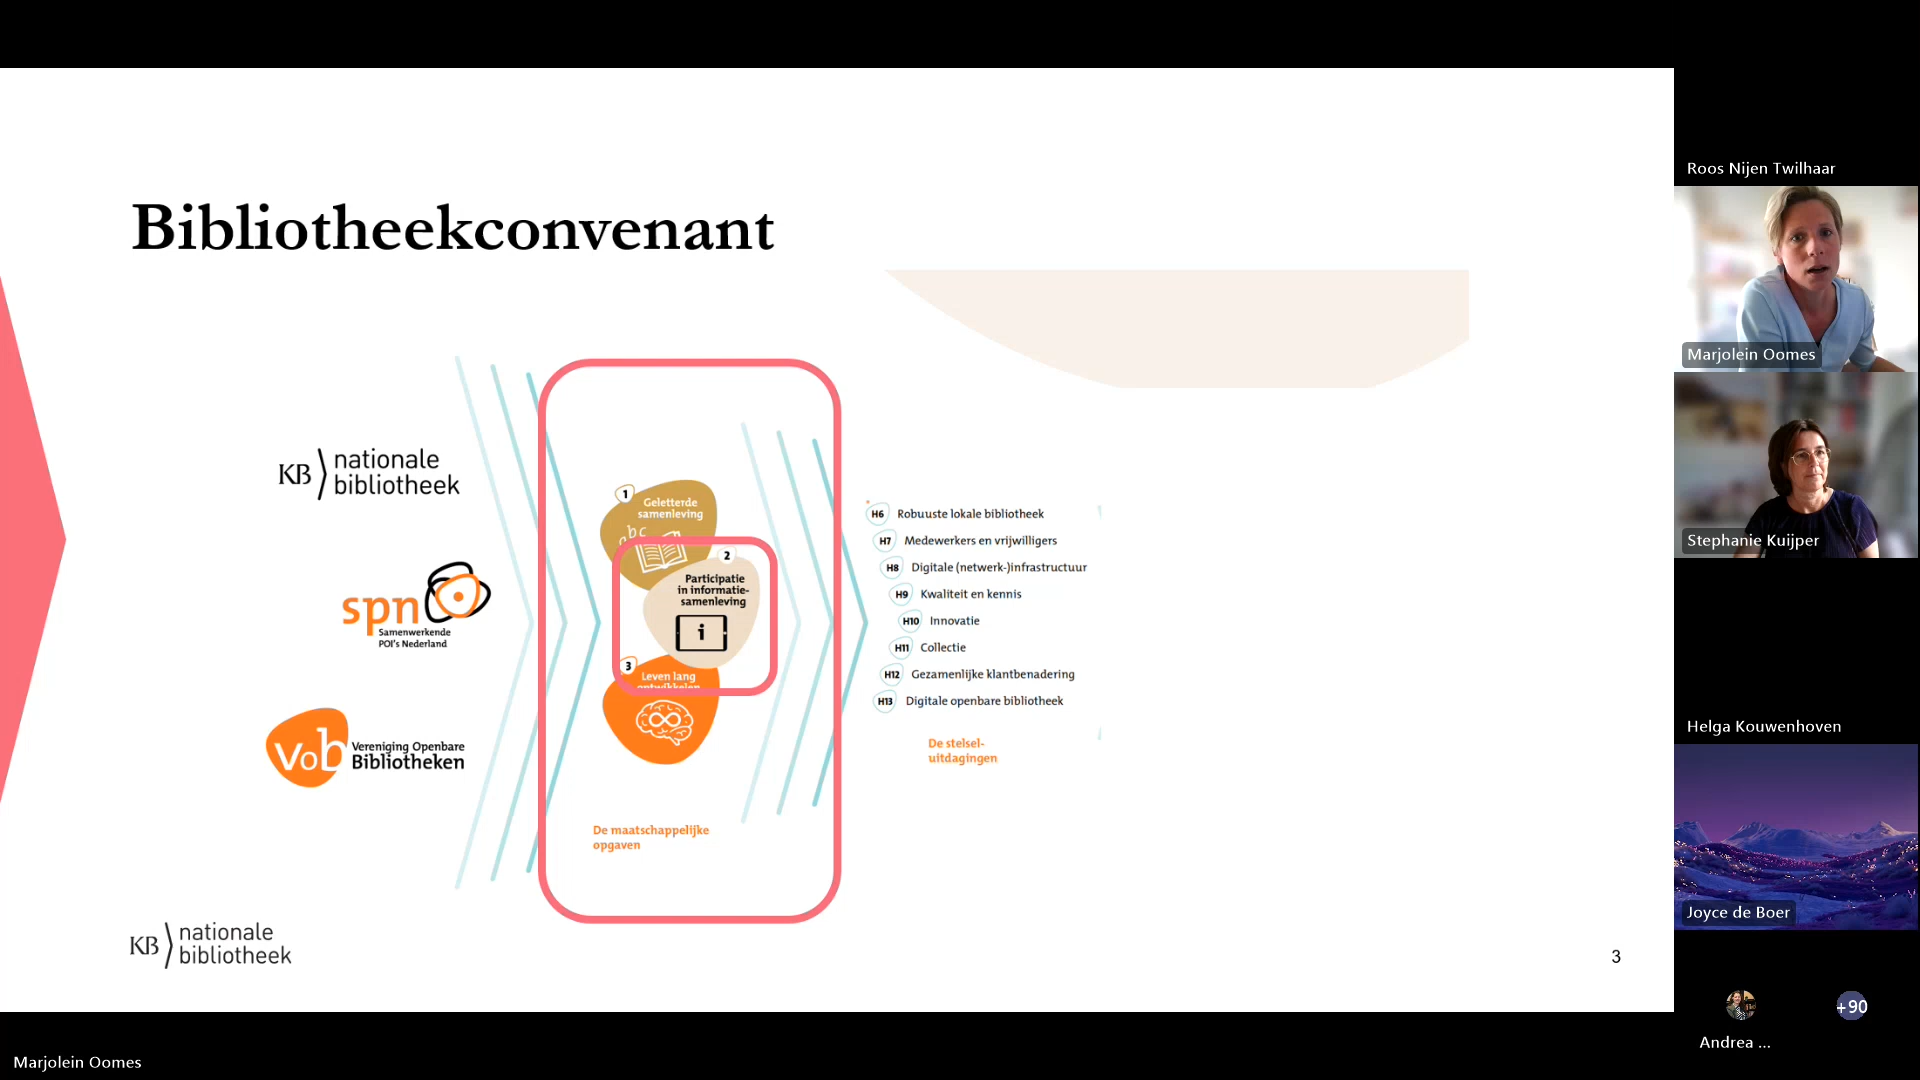 Bibliotheekconvenant
KB nationale
bibliotheek
spn
Samenwerkende
POI's Nederland
Vob Vereniging Openbare
Bibliotheken
1
Geletterde
samenleving
abc
2
Participatie
in informatie-
samenleving
i
3
Leven lang
ontwikkelen
De maatschappelijke
opgaven
H6 Robuuste lokale bibliotheek
H7 Medewerkers en vrijwilligers
H8 Digitale (netwerk-)infrastructuur
H9 Kwaliteit en kennis
H10 Innovatie
H11 Collectie
H12 Gezamenlijke klantbenadering
H13 Digitale openbare bibliotheek
De stelsel-
uitdagingen
KB nationale
bibliotheek
3
Roos Nijen Twilhaar
Marjolein Oomes
Stephanie Kuijper
Helga Kouwenhoven
Joyce de Boer
+90
Andrea ...
Marjolein Oomes